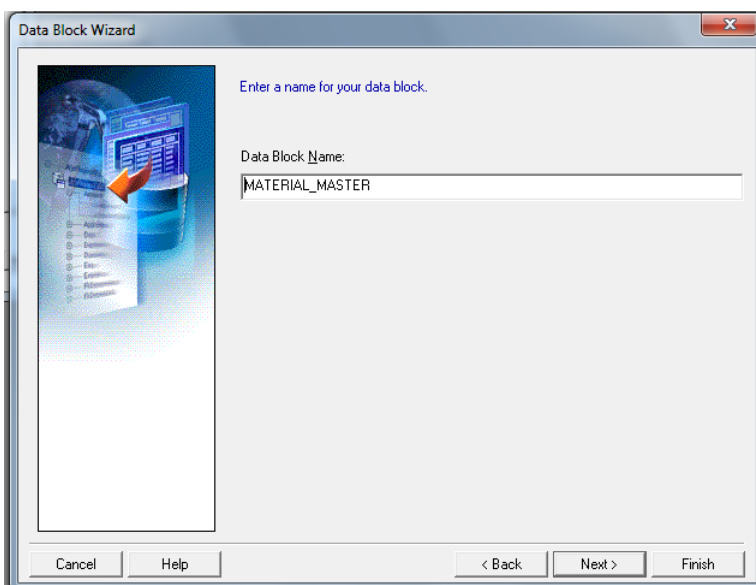 Data Block Wizard
Enter a name for your data block.
Data Block Name:
MATERIAL_MASTER
Cancel
Help
< Back
Next >
Finish